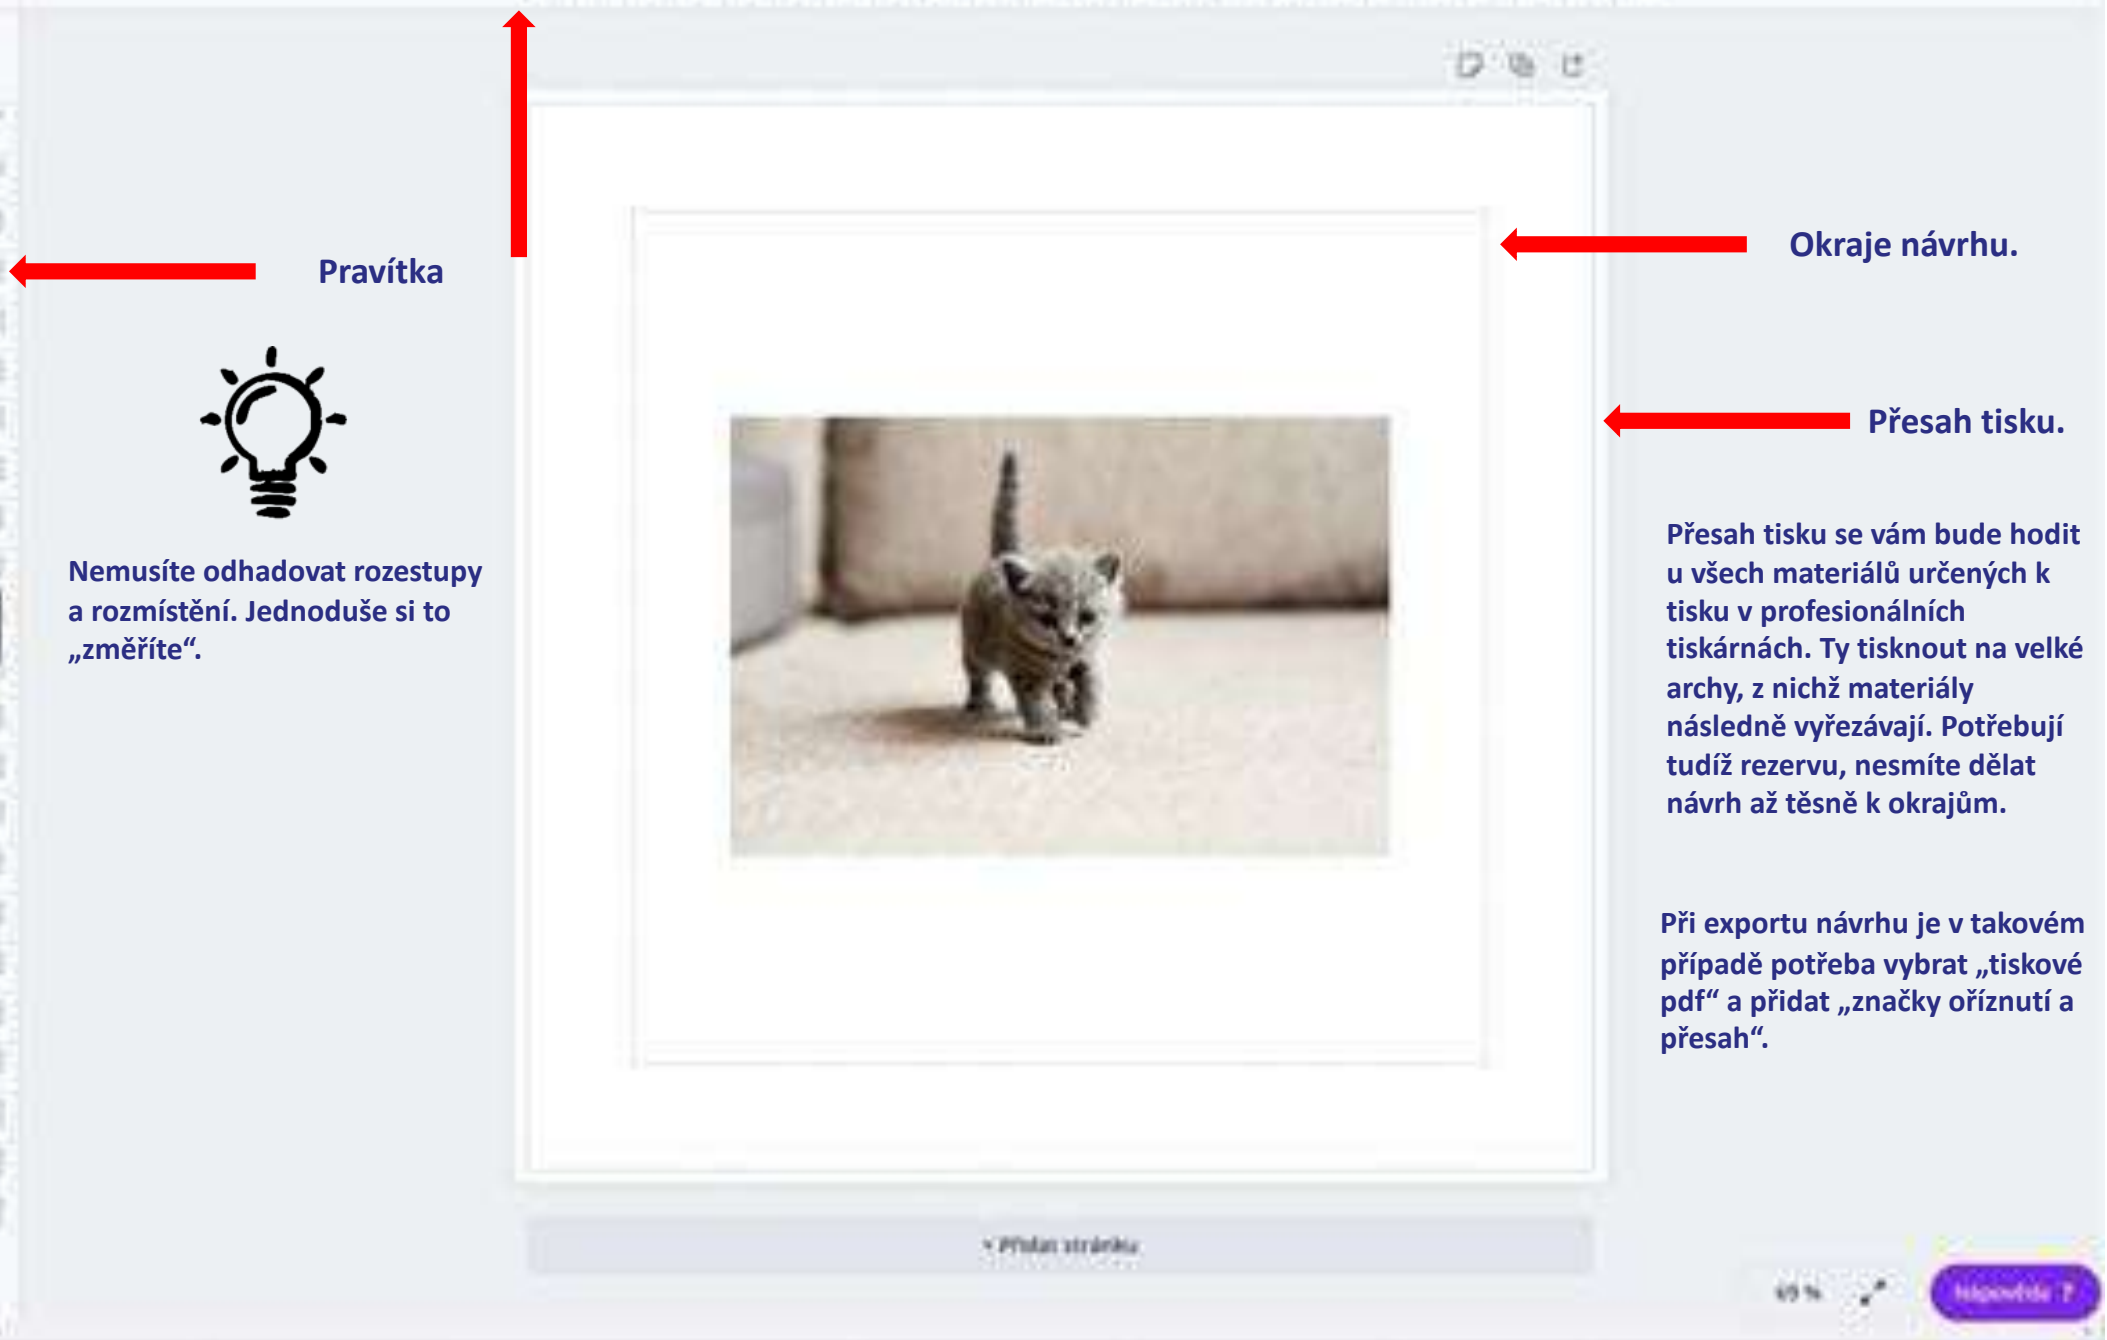 Pravítka
Nemusíte odhadovat rozestupy
a rozmístění. Jednoduše si to
„změříte“.
Okraje návrhu.
Přesah tisku.
Přesah tisku se vám bude hodit
u všech materiálů určených k
tisku v profesionálních
tiskárnách. Ty tisknout na velké
archy, z nichž materiály
následně vyřezávají. Potřebují
tudíž rezervu, nesmíte dělat
návrh až těsně k okrajům.
Při exportu návrhu je v takovém
případě potřeba vybrat „tiskové
pdf“ a přidat „značky oříznutí a
přesah“.
+ Přidat stránku
Nápověda ?